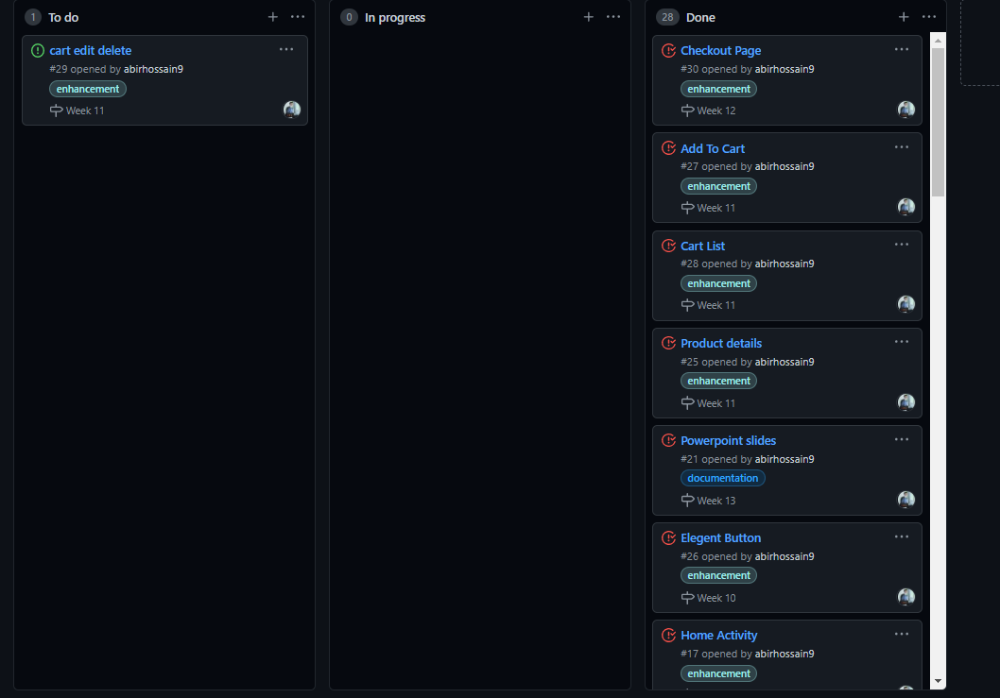 1 To do
cart edit delete
#29 opened by abirhossain9
enhancement
Week 11
0 In progress
28 Done
Checkout Page
#30 opened by abirhossain9
enhancement
Week 12
Add To Cart
#27 opened by abirhossain9
enhancement
Week 11
Cart List
#28 opened by abirhossain9
enhancement
Week 11
Product details
#25 opened by abirhossain9
enhancement
Week 11
Powerpoint slides
#21 opened by abirhossain9
documentation
Week 13
Elegent Button
#26 opened by abirhossain9
enhancement
Week 10
Home Activity
#17 opened by abirhossain9
enhancement